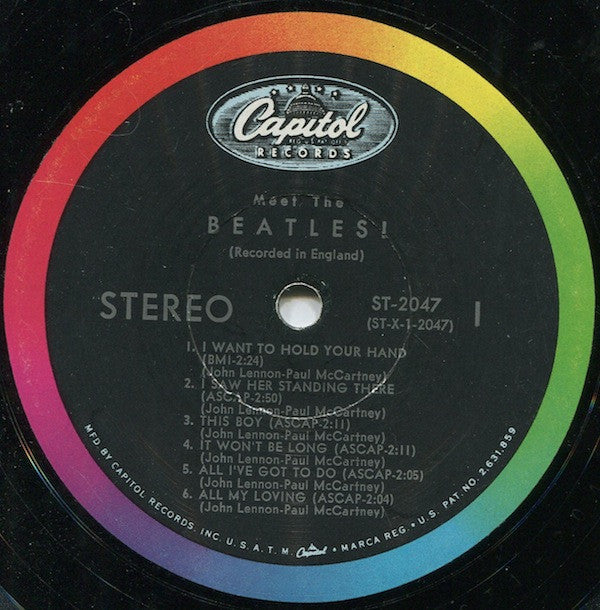 Capitol
REG. U.S. PAT. OFF.
RECORDS
Meet The
BEATLES!
(Recorded in England)
STEREO
ST-2047
(ST-X-1-2047)
1
1. I WANT TO HOLD YOUR HAND
(BMI-2:24)
(John Lennon-Paul McCartney)
2. I SAW HER STANDING THERE
(ASCAP-2:50)
(John Lennon-Paul McCartney)
3. THIS BOY (ASCAP-2:11)
(John Lennon-Paul McCartney)
4. IT WON'T BE LONG (ASCAP-2:11)
(John Lennon-Paul McCartney)
5. ALL I'VE GOT TO DO (ASCAP-2:05)
(John Lennon-Paul McCartney)
6. ALL MY LOVING (ASCAP-2:04)
(John Lennon-Paul McCartney)
MFD BY CAPITOL RECORDS, INC. U.S.A. T.M. Capitol • MARCA REG. • U.S. PAT. NO. 2,631,859